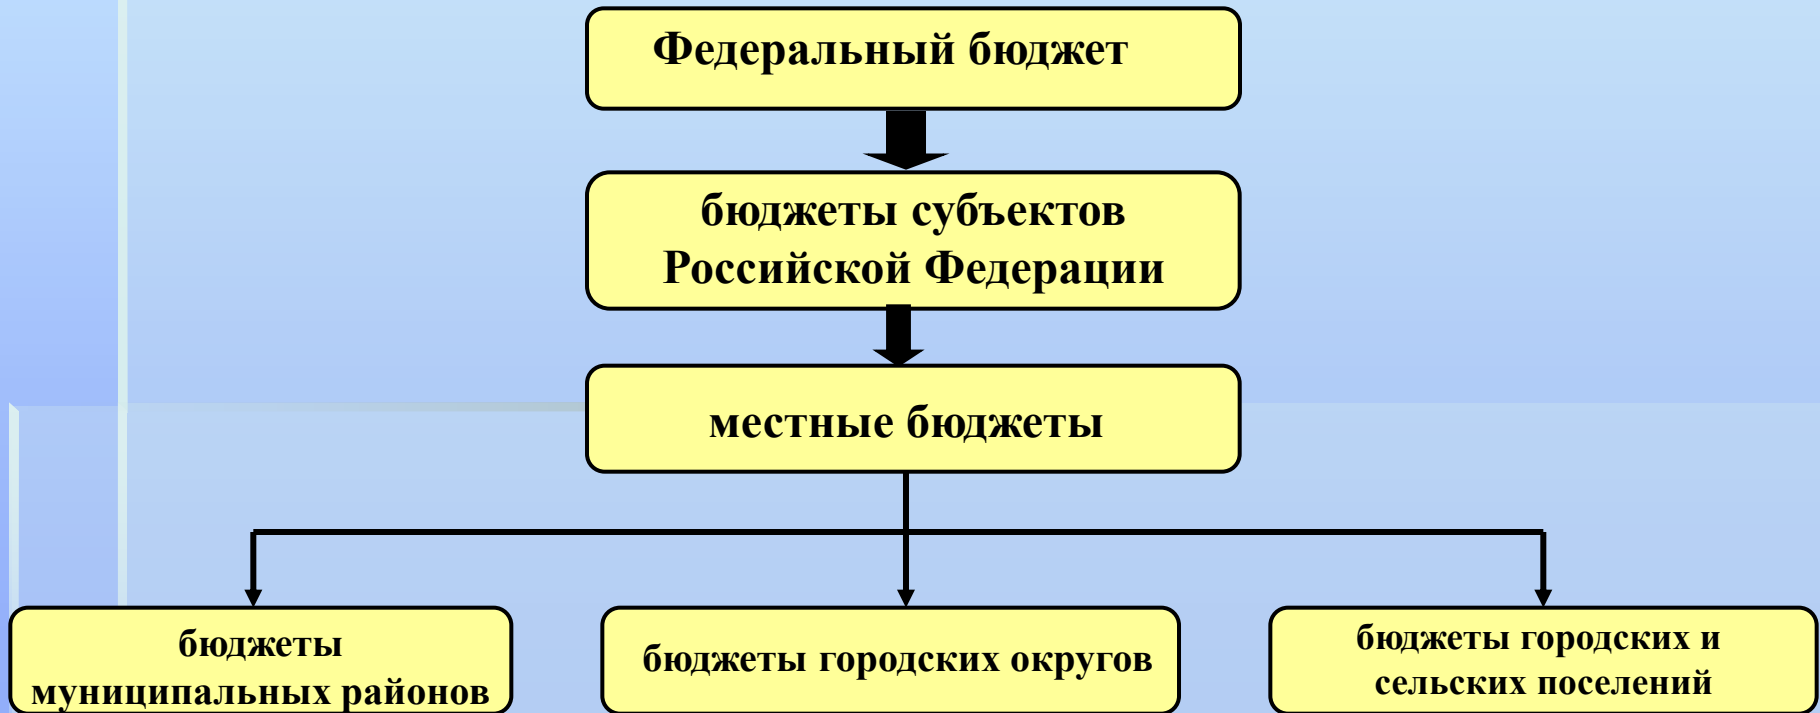 Федеральный бюджет
бюджеты субъектов
Российской Федерации
местные бюджеты
бюджеты
муниципальных районов
бюджеты городских округов
бюджеты городских и
сельских поселений